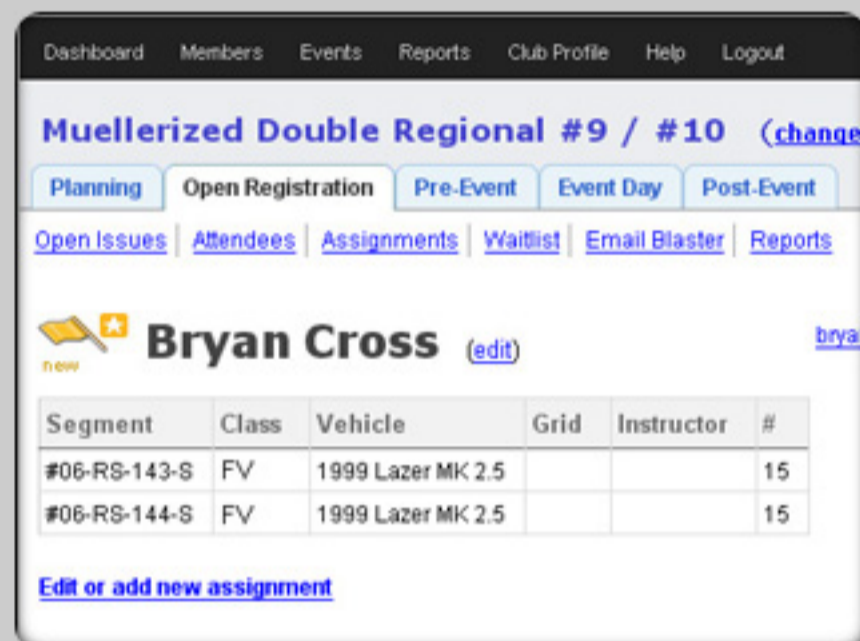 Dashboard Members Events Reports Club Profile Help Logout
Muellerized Double Regional #9 / #10 (change
Planning Open Registration Pre-Event Event Day Post-Event
Open Issues Attendees Assignments Waitlist Email Blaster Reports
new Bryan Cross (edit) brya
Segment Class Vehicle Grid Instructor #
#06-RS-143-S FV 1999 Lazer MK 2.5 15
#06-RS-144-S FV 1999 Lazer MK 2.5 15
Edit or add new assignment